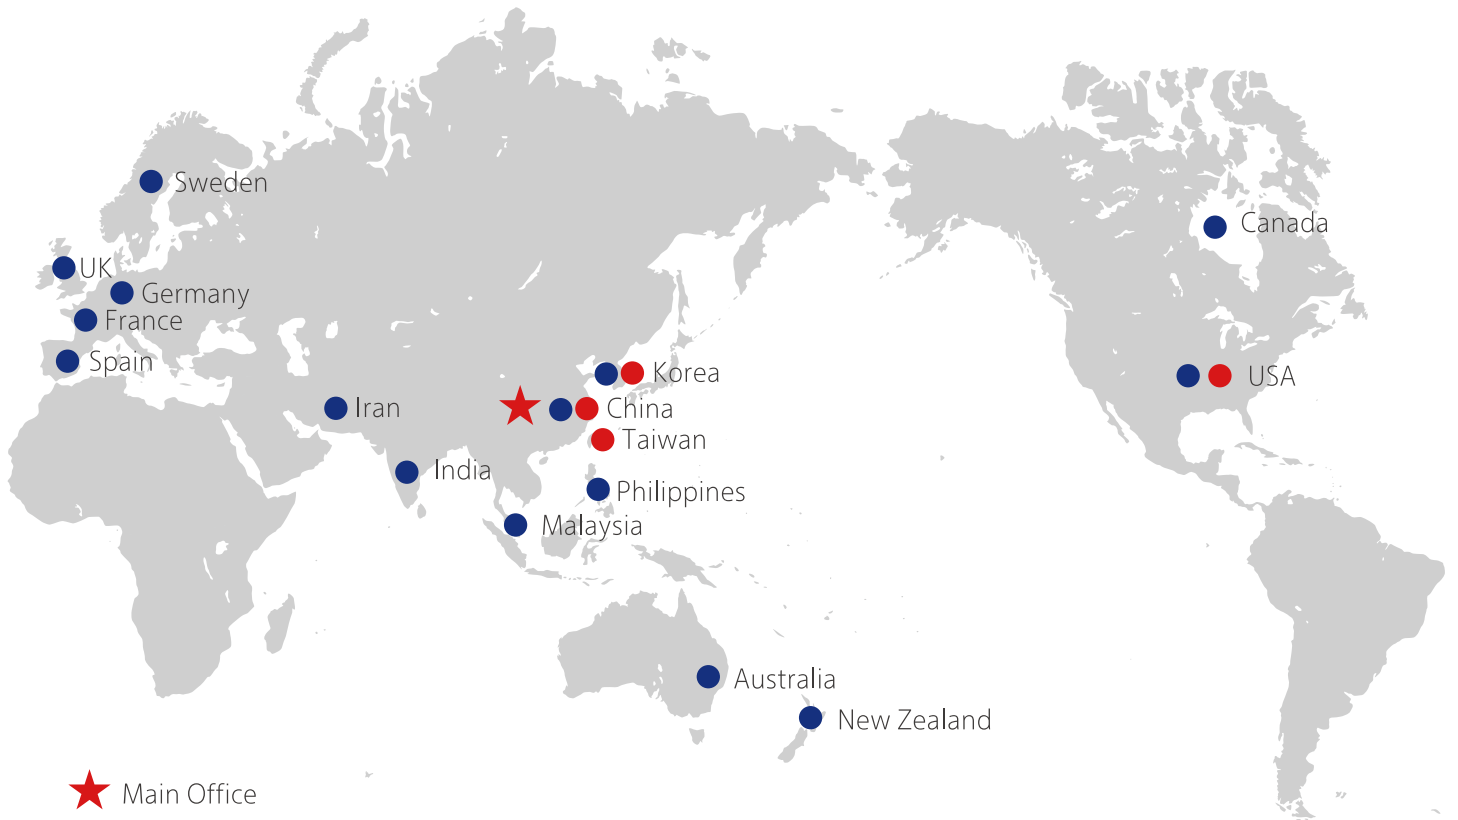 Sweden
Canada
UK
Germany
France
Spain
Korea
USA
Iran
China
Taiwan
India
Philippines
Malaysia
Australia
New Zealand
Main Office